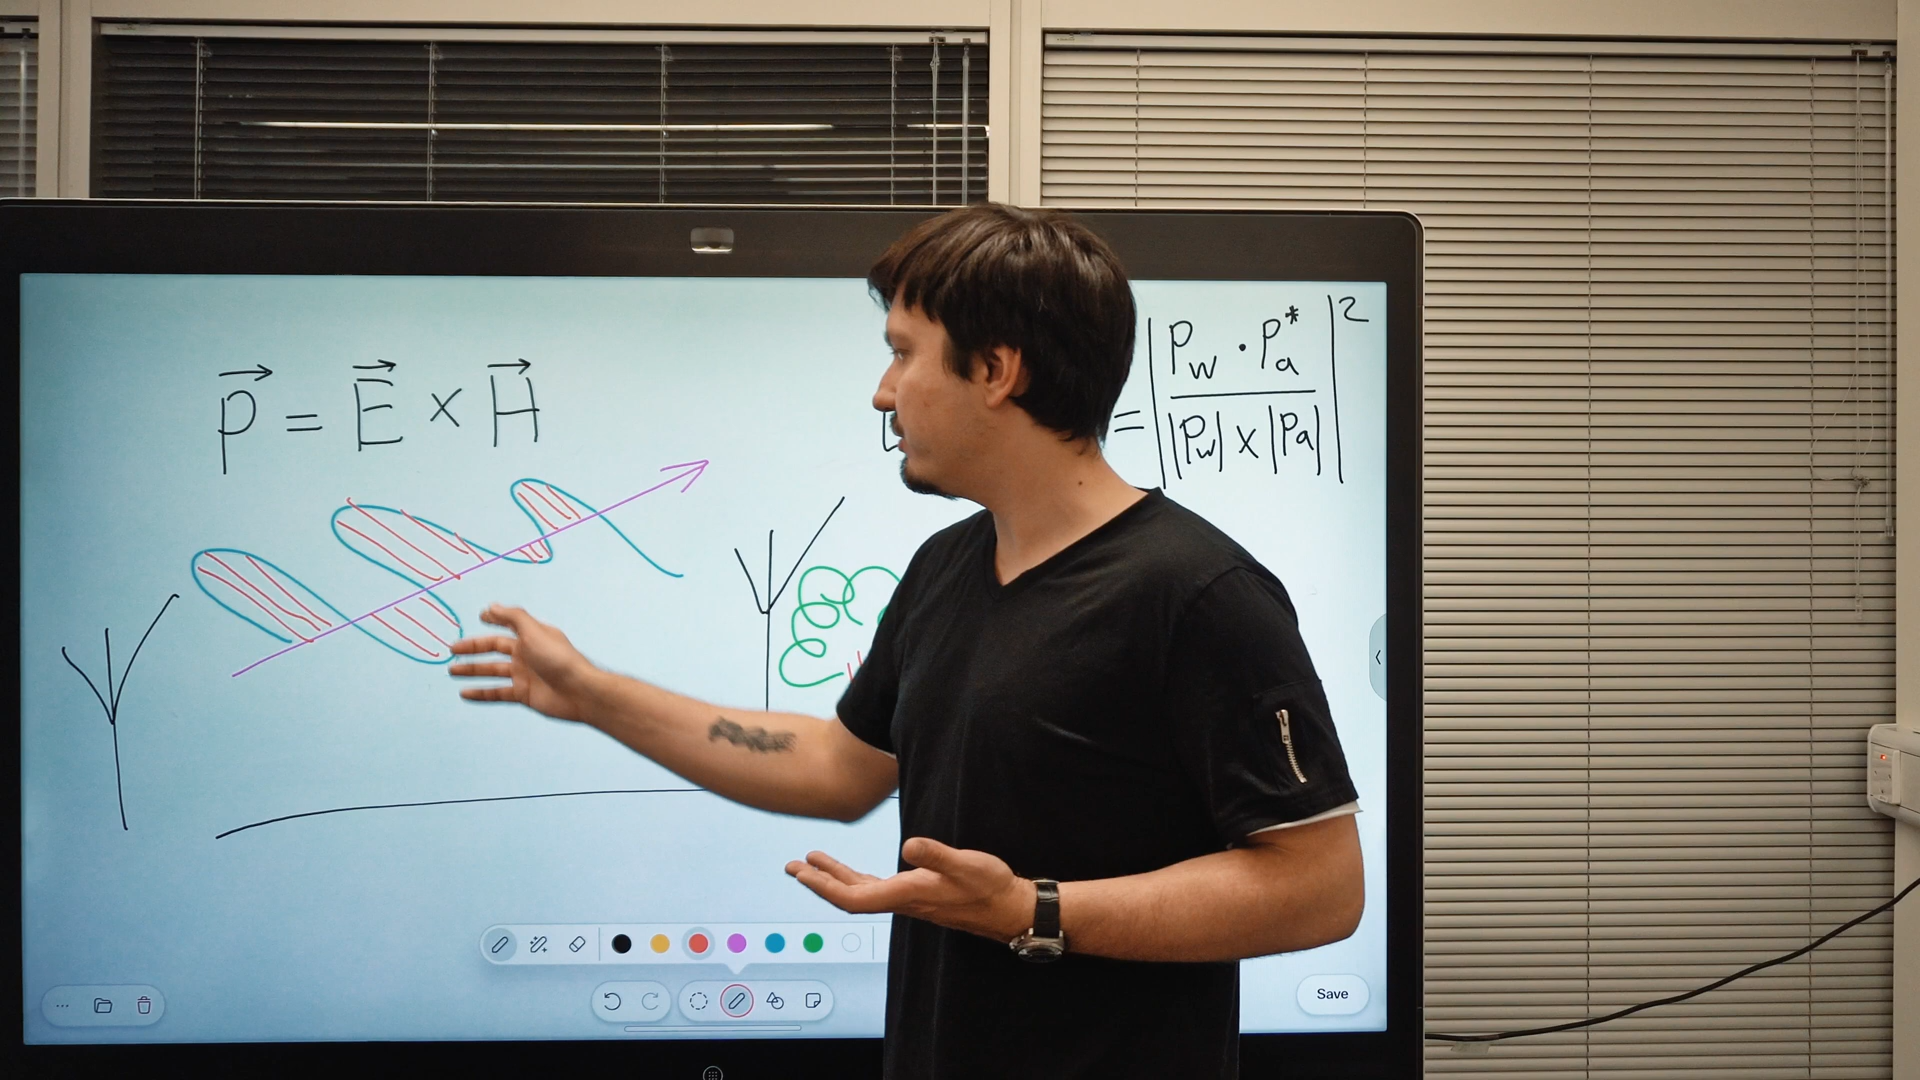 P⃗ = E⃗ × H⃗
= | Pw · Pa* / |Pw| × |Pa| |²
Save